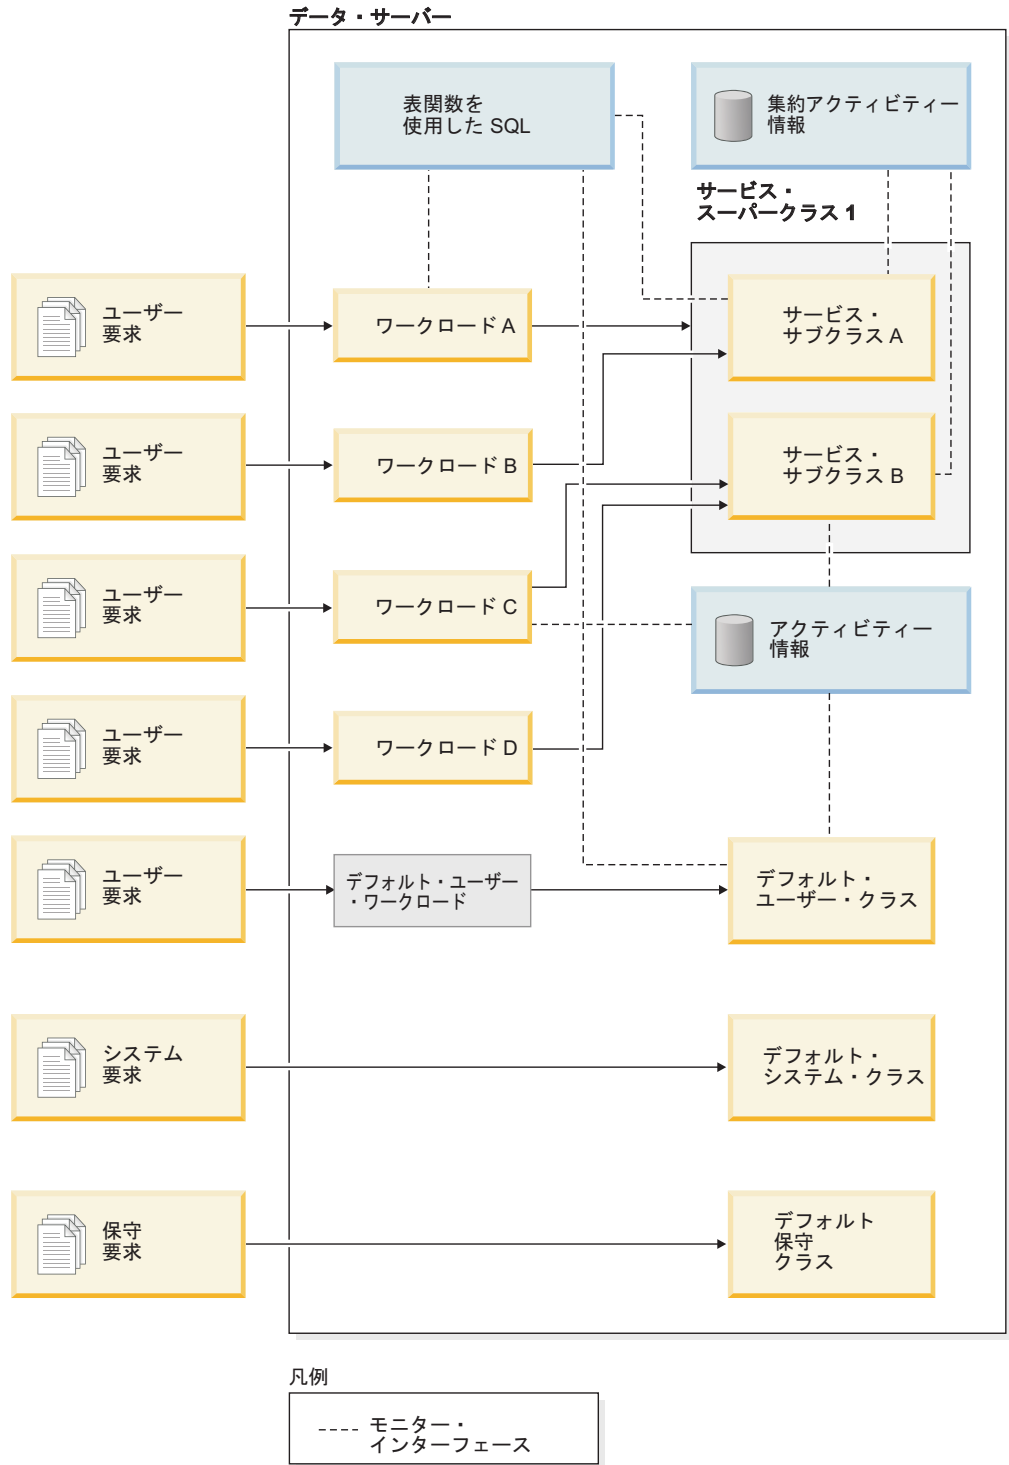 データ・サーバー
表関数を
使用した SQL
集約アクティビティー
情報
サービス・
スーパークラス 1
ユーザー
要求
ワークロード A
サービス・
サブクラス A
ユーザー
要求
ワークロード B
サービス・
サブクラス B
ユーザー
要求
ワークロード C
アクティビティー
情報
ユーザー
要求
ワークロード D
ユーザー
要求
デフォルト・ユーザー
・ワークロード
デフォルト・
ユーザー・クラス
システム
要求
デフォルト・
システム・クラス
保守
要求
デフォルト
保守
クラス
凡例
モニター・
インターフェース